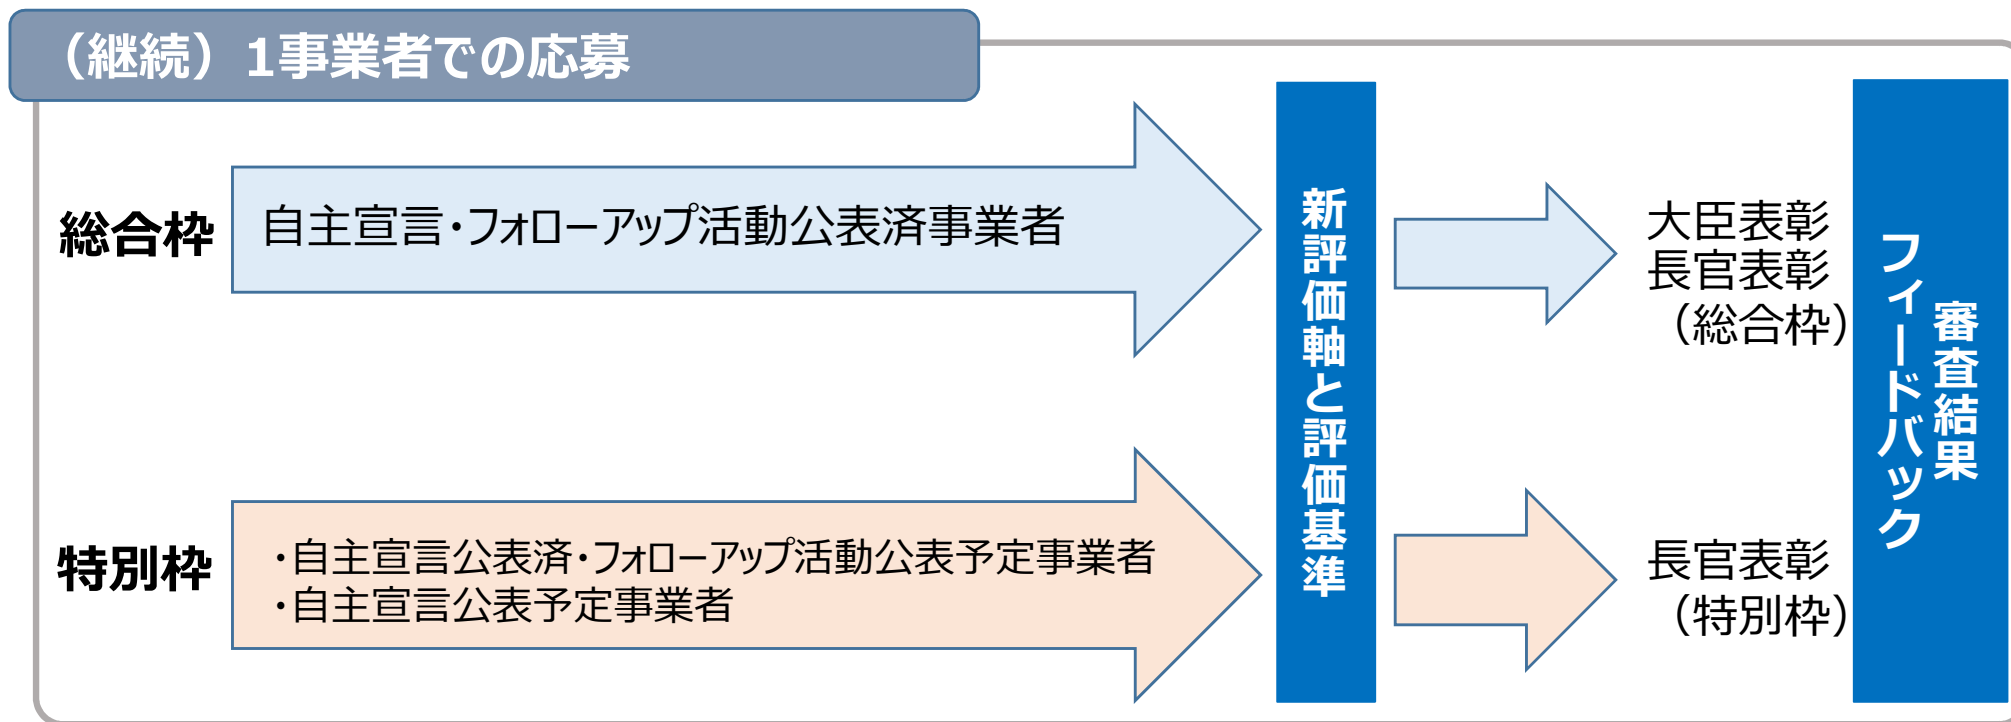 （継続）1事業者での応募
総合枠
自主宣言・フォローアップ活動公表済事業者
特別枠
・自主宣言公表済・フォローアップ活動公表予定事業者
・自主宣言公表予定事業者
新評価軸と評価基準
大臣表彰
長官表彰
（総合枠）
長官表彰
（特別枠）
審査結果
フィードバック